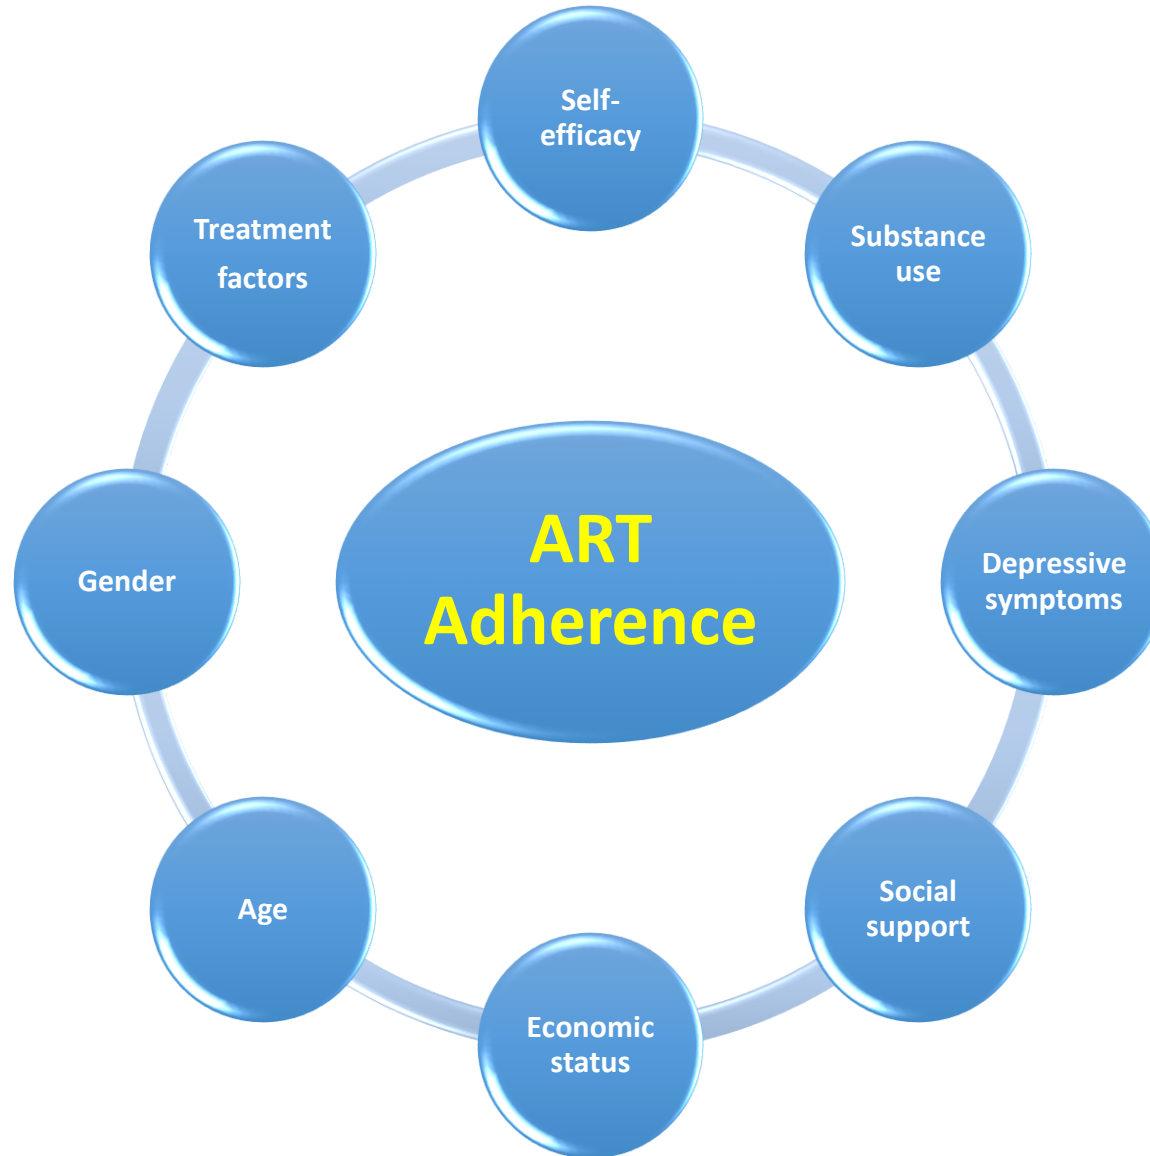 Self-
efficacy
Substance
use
Depressive
symptoms
Social
support
Economic
status
Age
Gender
Treatment
factors
ART
Adherence